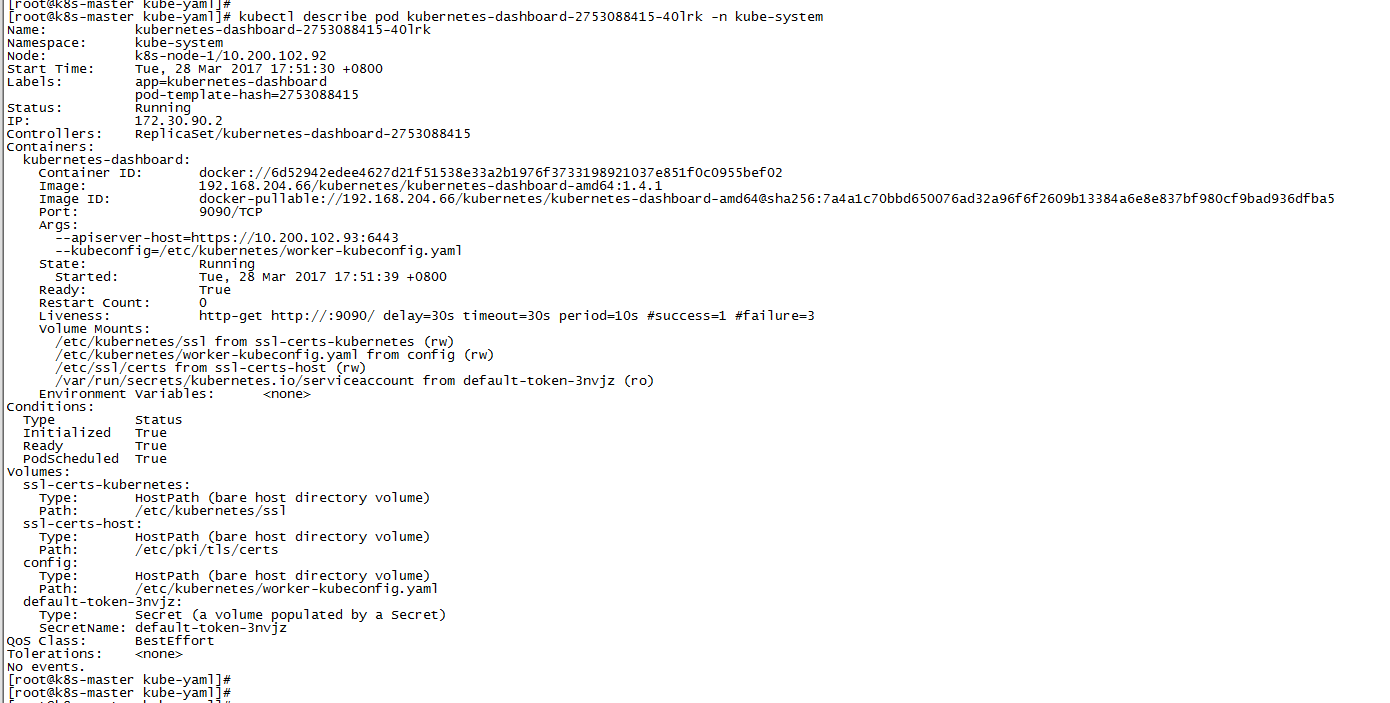 [root@k8s-master kube-yaml]#
[root@k8s-master kube-yaml]# kubectl describe pod kubernetes-dashboard-2753088415-40lrk -n kube-system
Name:           kubernetes-dashboard-2753088415-40lrk
Namespace:      kube-system
Node:           k8s-node-1/10.200.102.92
Start Time:     Tue, 28 Mar 2017 17:51:30 +0800
Labels:         app=kubernetes-dashboard
                pod-template-hash=2753088415
Status:         Running
IP:             172.30.90.2
Controllers:    ReplicaSet/kubernetes-dashboard-2753088415
Containers:
  kubernetes-dashboard:
    Container ID:       docker://6d52942edee4627d21f51538e33a2b1976f3733198921037e851f0c0955bef02
    Image:              192.168.204.66/kubernetes/kubernetes-dashboard-amd64:1.4.1
    Image ID:           docker-pullable://192.168.204.66/kubernetes/kubernetes-dashboard-amd64@sha256:7a4a1c70bbd650076ad32a96f6f2609b13384a6e8e837bf980cf9bad936dfba5
    Port:               9090/TCP
    Args:
      --apiserver-host=https://10.200.102.93:6443
      --kubeconfig=/etc/kubernetes/worker-kubeconfig.yaml
    State:              Running
      Started:          Tue, 28 Mar 2017 17:51:39 +0800
    Ready:              True
    Restart Count:      0
    Liveness:           http-get http://:9090/ delay=30s timeout=30s period=10s #success=1 #failure=3
    Volume Mounts:
      /etc/kubernetes/ssl from ssl-certs-kubernetes (rw)
      /etc/kubernetes/worker-kubeconfig.yaml from config (rw)
      /etc/ssl/certs from ssl-certs-host (rw)
      /var/run/secrets/kubernetes.io/serviceaccount from default-token-3nvjz (ro)
    Environment Variables:      <none>
Conditions:
  Type          Status
  Initialized   True
  Ready         True
  PodScheduled  True
Volumes:
  ssl-certs-kubernetes:
    Type:       HostPath (bare host directory volume)
    Path:       /etc/kubernetes/ssl
  ssl-certs-host:
    Type:       HostPath (bare host directory volume)
    Path:       /etc/pki/tls/certs
  config:
    Type:       HostPath (bare host directory volume)
    Path:       /etc/kubernetes/worker-kubeconfig.yaml
  default-token-3nvjz:
    Type:       Secret (a volume populated by a Secret)
    SecretName: default-token-3nvjz
QoS Class:      BestEffort
Tolerations:    <none>
No events.
[root@k8s-master kube-yaml]#
[root@k8s-master kube-yaml]#